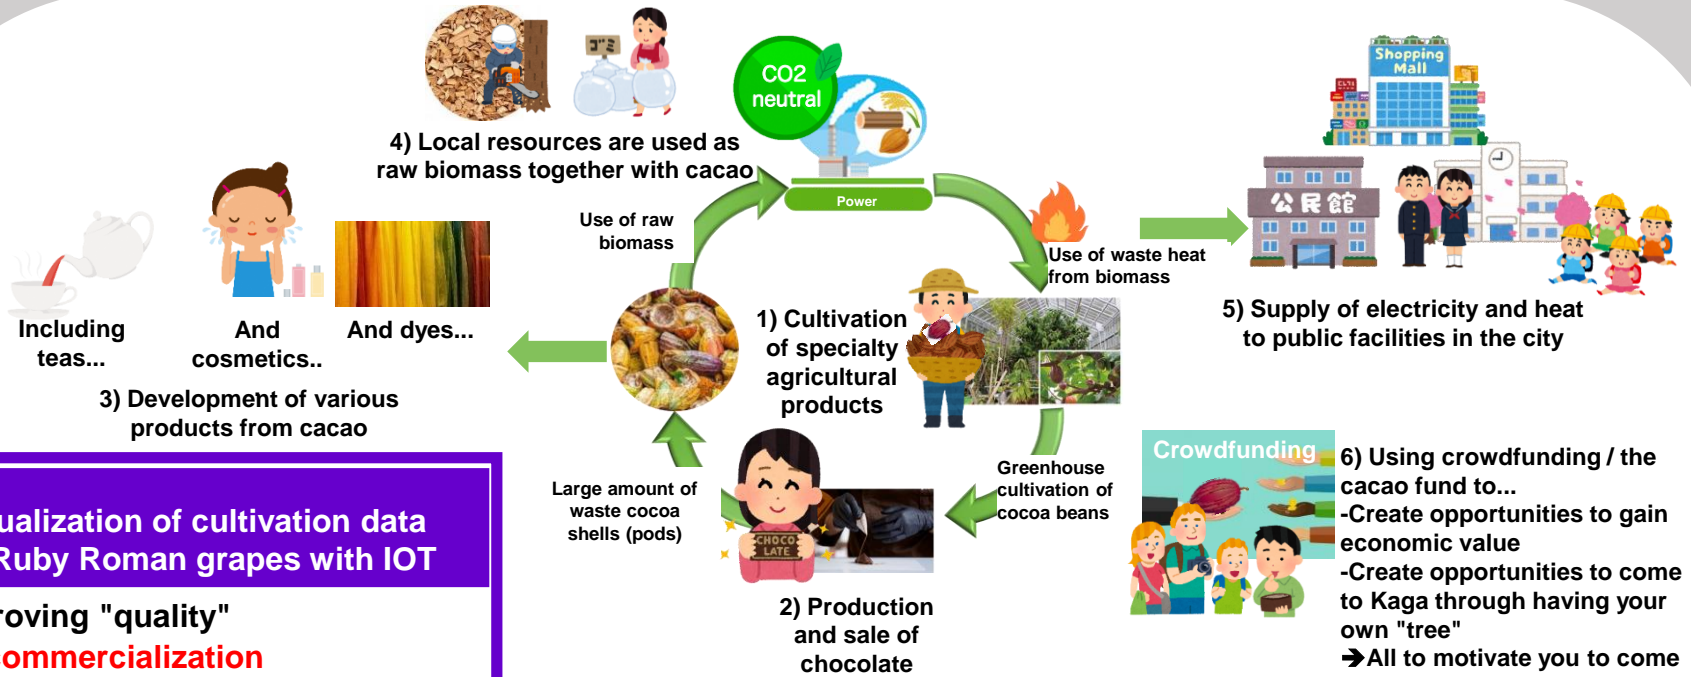 ゴミ
CO2
neutral
4) Local resources are used as
raw biomass together with cacao
Power
Use of raw
biomass
Use of waste heat
from biomass
Shopping
Mall
公民館
5) Supply of electricity and heat
to public facilities in the city
Including
teas...
And
cosmetics..
And dyes...
3) Development of various
products from cacao
1) Cultivation
of specialty
agricultural
products
Large amount of
waste cocoa
shells (pods)
CHOCO
LATE
Greenhouse
cultivation of
cocoa beans
2) Production
and sale of
chocolate
Crowdfunding
6) Using crowdfunding / the
cacao fund to...
-Create opportunities to gain
economic value
-Create opportunities to come
to Kaga through having your
own "tree"
➔All to motivate you to come
ualization of cultivation data
Ruby Roman grapes with IOT
roving "quality"
commercialization